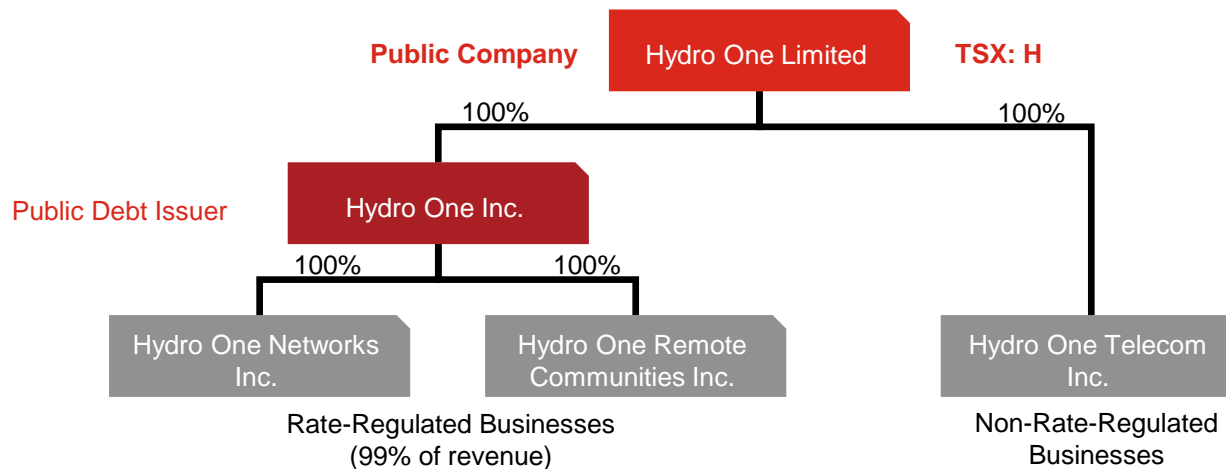 Public Company
Hydro One Limited
TSX: H
100%
100%
Public Debt Issuer
Hydro One Inc.
100%
100%
Hydro One Networks
Inc.
Hydro One Remote
Communities Inc.
Hydro One Telecom
Inc.
Rate-Regulated Businesses
(99% of revenue)
Non-Rate-Regulated
Businesses